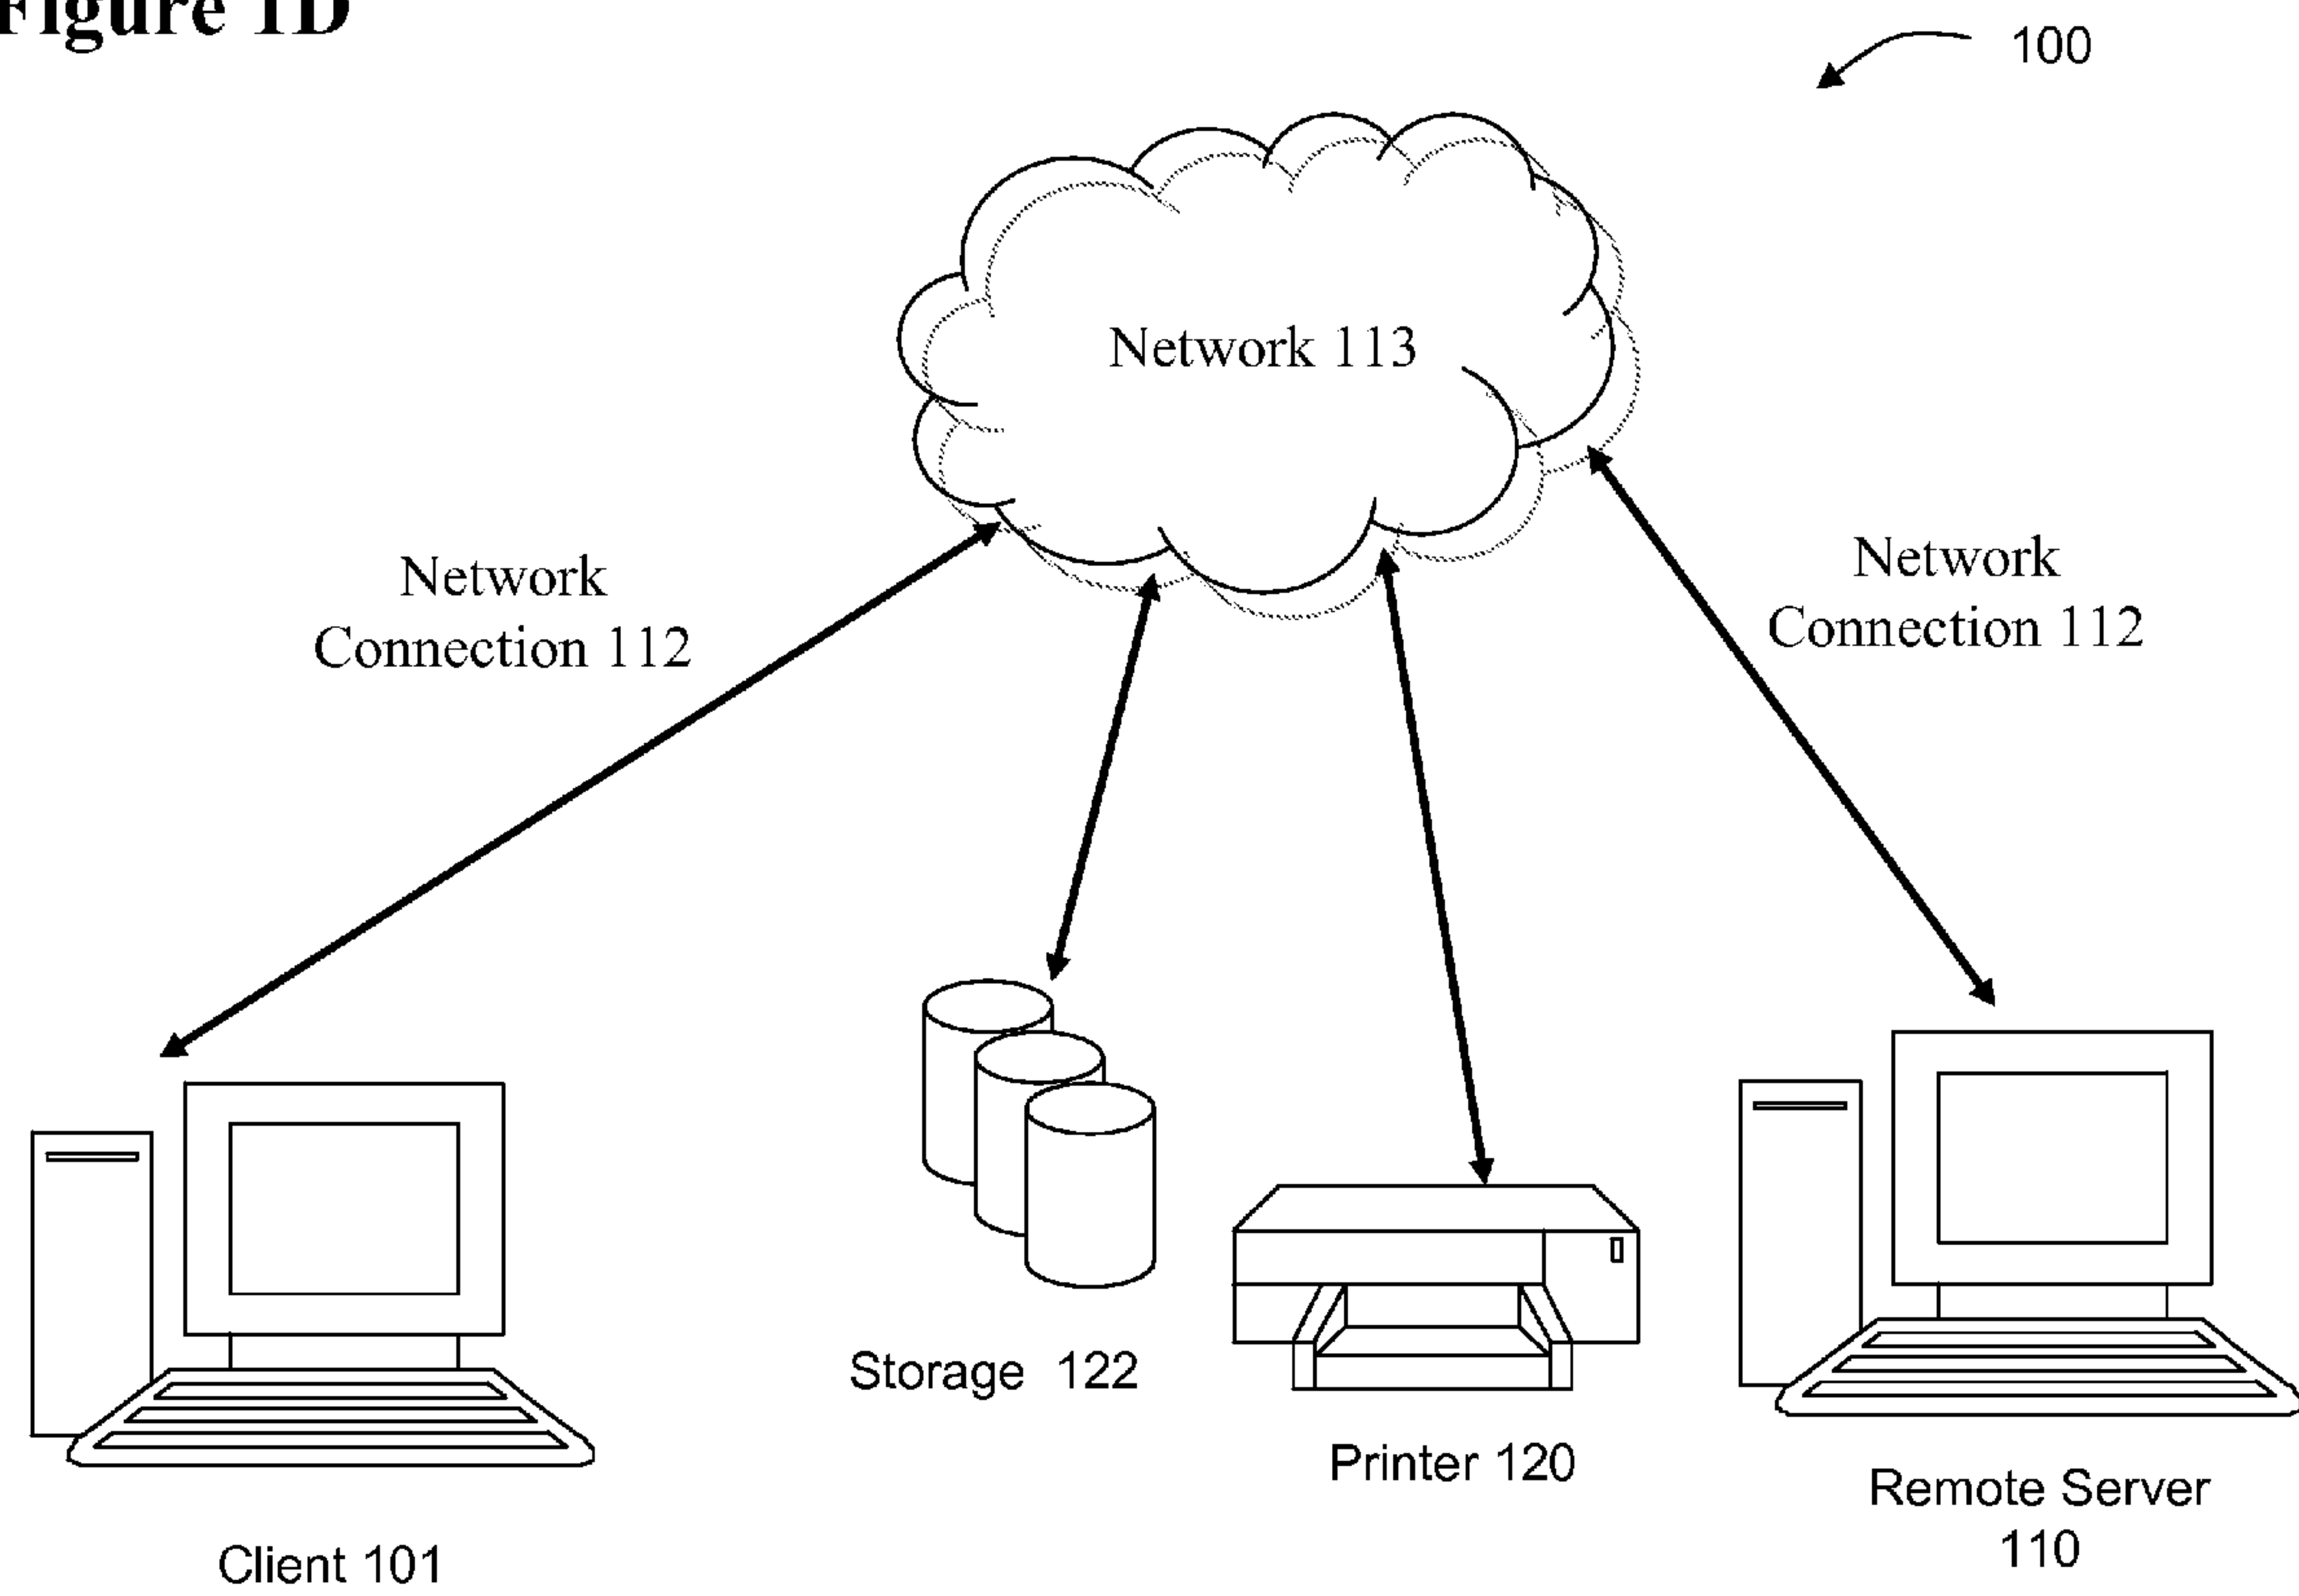 Figure 1D
100
Network 113
Network
Connection 112
Network
Connection 112
Storage 122
Printer 120
Remote Server
110
Client 101